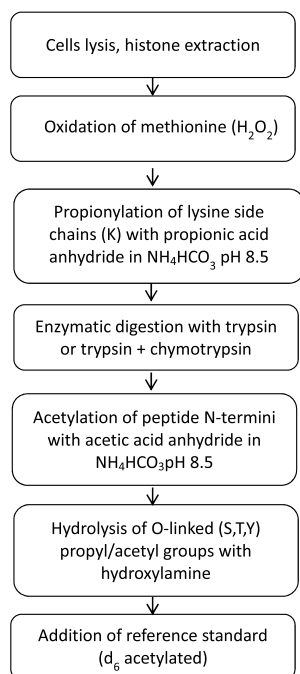 Cells lysis, histone extraction
Oxidation of methionine (H₂O₂)
Propionylation of lysine side
chains (K) with propionic acid
anhydride in NH₄HCO₃ pH 8.5
Enzymatic digestion with trypsin
or trypsin + chymotrypsin
Acetylation of peptide N-termini
with acetic acid anhydride in
NH₄HCO₃pH 8.5
Hydrolysis of O-linked (S,T,Y)
propyl/acetyl groups with
hydroxylamine
Addition of reference standard
(d₆ acetylated)